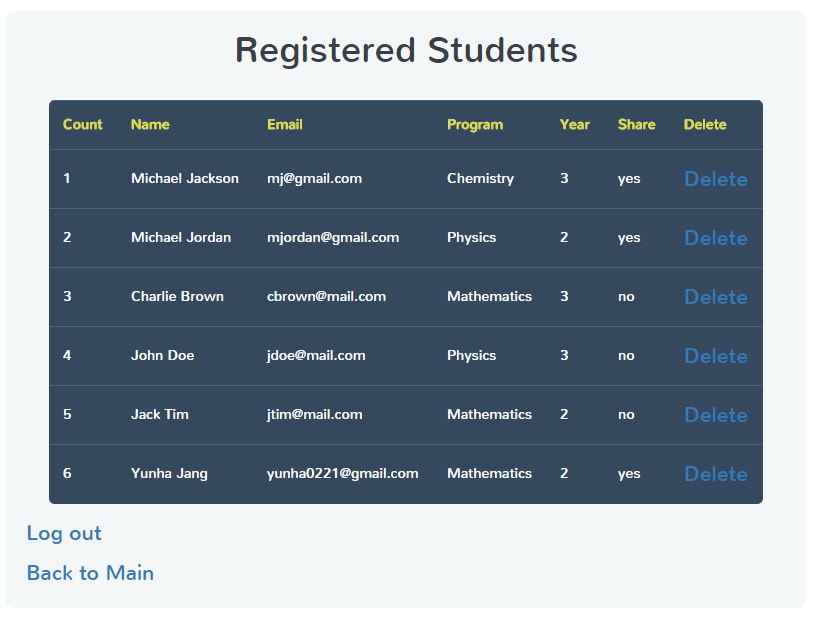 Registered Students
Count Name Email Program Year Share Delete
1 Michael Jackson mj@gmail.com Chemistry 3 yes Delete
2 Michael Jordan mjordan@gmail.com Physics 2 yes Delete
3 Charlie Brown cbrown@mail.com Mathematics 3 no Delete
4 John Doe jdoe@mail.com Physics 3 no Delete
5 Jack Tim jtim@mail.com Mathematics 2 no Delete
6 Yunha Jang yunha0221@gmail.com Mathematics 2 yes Delete
Log out
Back to Main